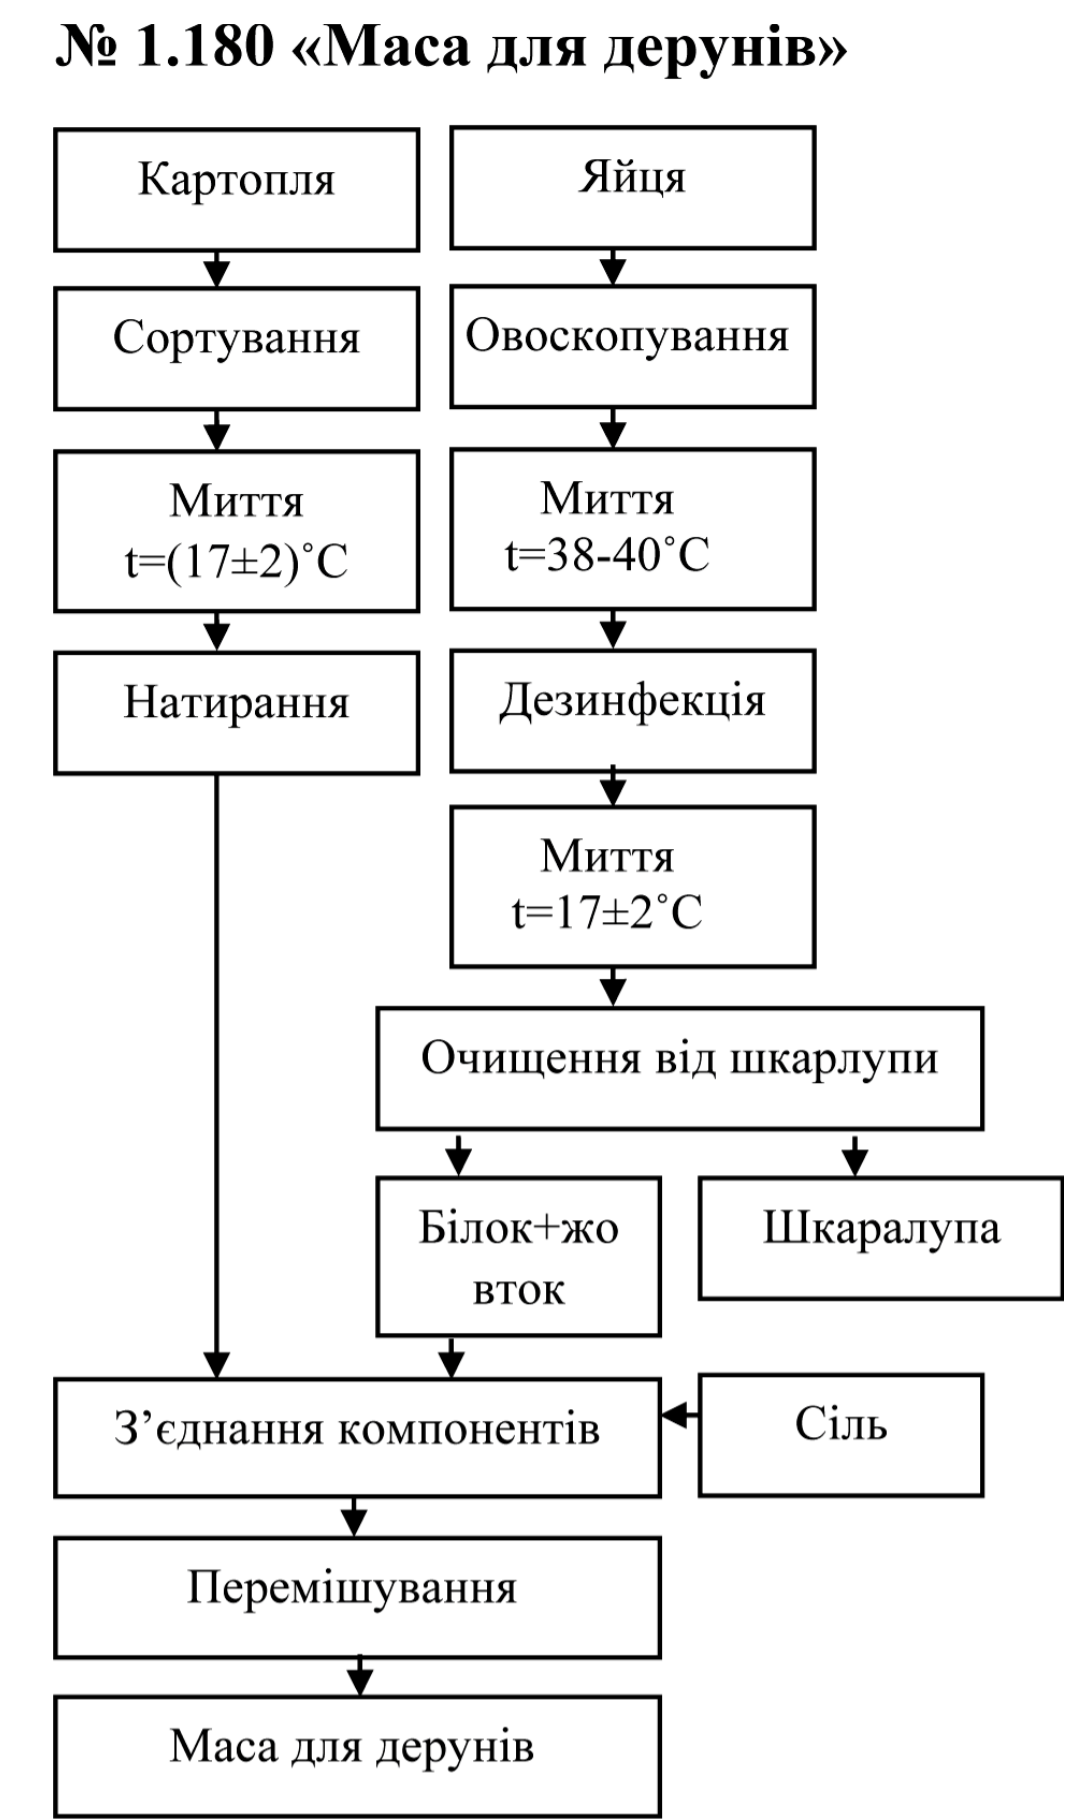 № 1.180 «Маса для дерунів»
Картопля
Яйця
Сортування
Овоскопування
Миття
t=(17±2)˚С
Миття
t=38-40˚С
Натирання
Дезинфекція
Миття
t=17±2˚С
Очищення від шкарлупи
Білок+жо
вток
Шкаралупа
З’єднання компонентів
Сіль
Перемішування
Маса для дерунів